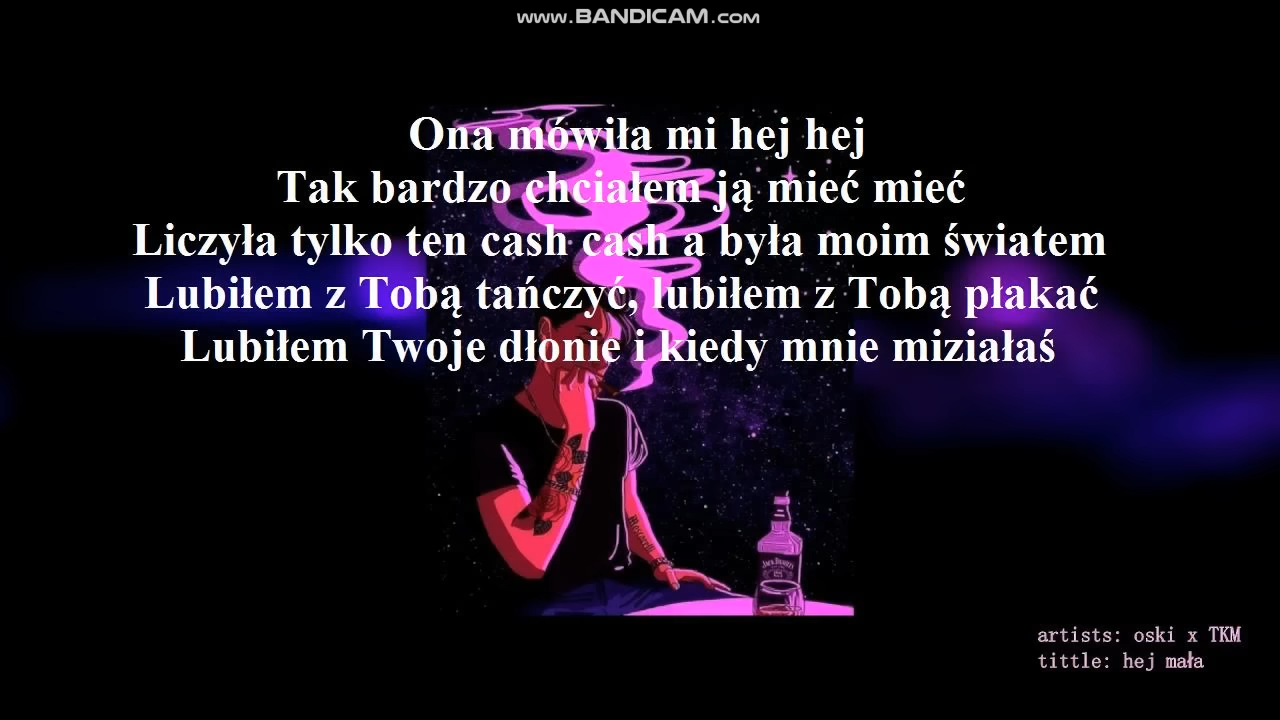 www.BANDICAM.com
Ona mówiła mi hej hej
Tak bardzo chciałem ją mieć mieć
Liczyła tylko ten cash cash a była moim światem
Lubiłem z Tobą tańczyć, lubiłem z Tobą płakać
Lubiłem Twoje dłonie i kiedy mnie miziałaś
JACK DANIEL'S
artists: oski x TKM
tittle: hej mała